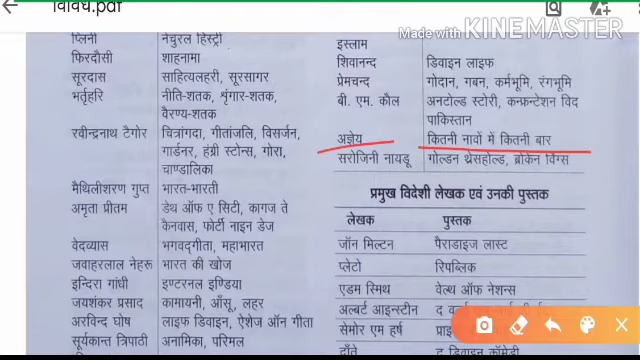 विविध.pdf
Made with KINEMASTER
प्लिनी नेचुरल हिस्ट्री
फिरदौसी शाहनामा
सूरदास साहित्यलहरी, सूरसागर
भर्तृहरि नीति-शतक, शृंगार-शतक,
वैरण्य-शतक
रवीन्द्रनाथ टैगोर चित्रांगदा, गीतांजलि, विसर्जन,
गार्डनर, हंग्री स्टोन्स, गोरा,
चाण्डालिका
मैथिलीशरण गुप्त भारत-भारती
अमृता प्रीतम डेथ ऑफ ए सिटी, कागज ते
कैनवास, फोर्टी नाइन डेज
वेदव्यास भगवद्गीता, महाभारत
जवाहरलाल नेहरू भारत की खोज
इन्दिरा गांधी इण्टरनल इण्डिया
जयशंकर प्रसाद कामायनी, आँसू, लहर
अरविन्द घोष लाइफ डिवाइन, ऐशेज ऑन गीता
सूर्यकान्त त्रिपाठी अनामिका, परिमल
इस्लाम
शिवानन्द डिवाइन लाइफ
प्रेमचन्द गोदान, गबन, कर्मभूमि, रंगभूमि
बी. एम. कौल अनटोल्ड स्टोरी, कन्फ्रन्टेशन विद
पाकिस्तान
अज्ञेय कितनी नावों में कितनी बार
सरोजिनी नायडू गोल्डन थ्रेसहोल्ड, ब्रोकेन विंग्स
प्रमुख विदेशी लेखक एवं उनकी पुस्तक
लेखक पुस्तक
जॉन मिल्टन पैराडाइज लास्ट
प्लेटो रिपब्लिक
एडम स्मिथ वेल्थ ऑफ नेशन्स
अल्बर्ट आइन्स्टीन द
सेमोर एम हर्ष
दाँते द डिवाइन कॉमेडी